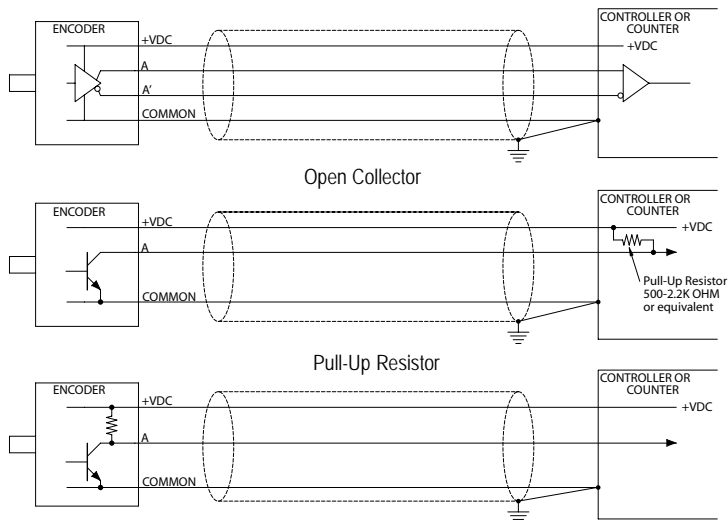 CONTROLLER OR
COUNTER
ENCODER
+VDC
+VDC
A
A'
COMMON
Open Collector
CONTROLLER OR
COUNTER
ENCODER
+VDC
+VDC
A
Pull-Up Resistor
500-2.2K OHM
or equivalent
COMMON
Pull-Up Resistor
CONTROLLER OR
COUNTER
ENCODER
+VDC
+VDC
A
COMMON